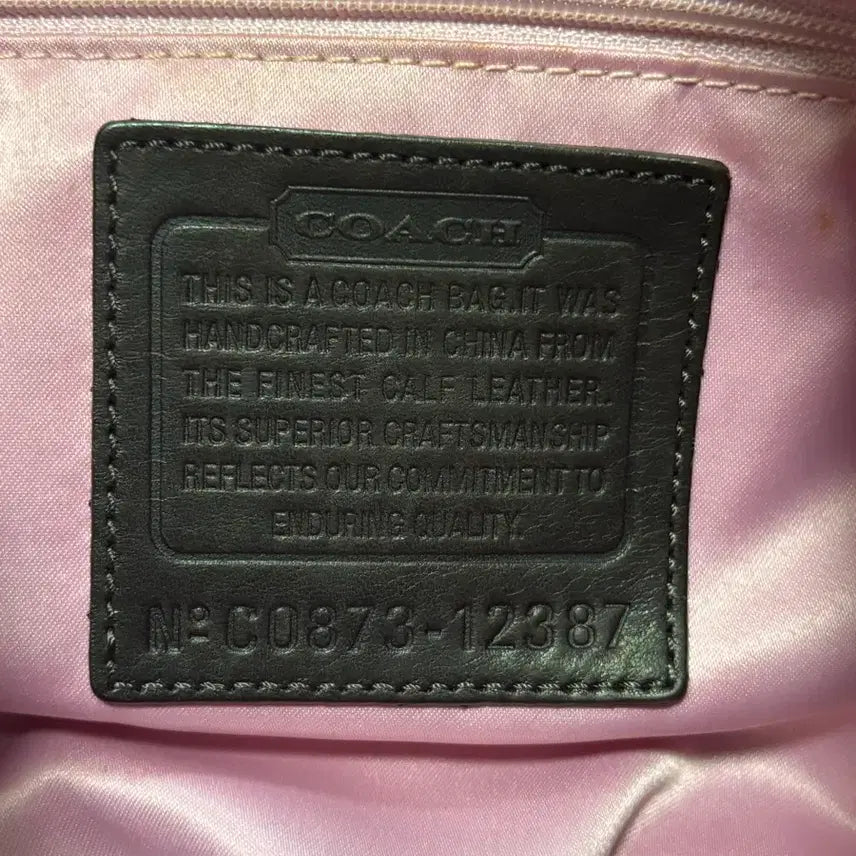 COACH
THIS IS A COACH BAG.IT WAS
HANDCRAFTED IN CHINA FROM
THE FINEST CALF LEATHER.
ITS SUPERIOR CRAFTSMANSHIP
REFLECTS OUR COMMITMENT TO
ENDURING QUALITY.
Nº C0873-12387